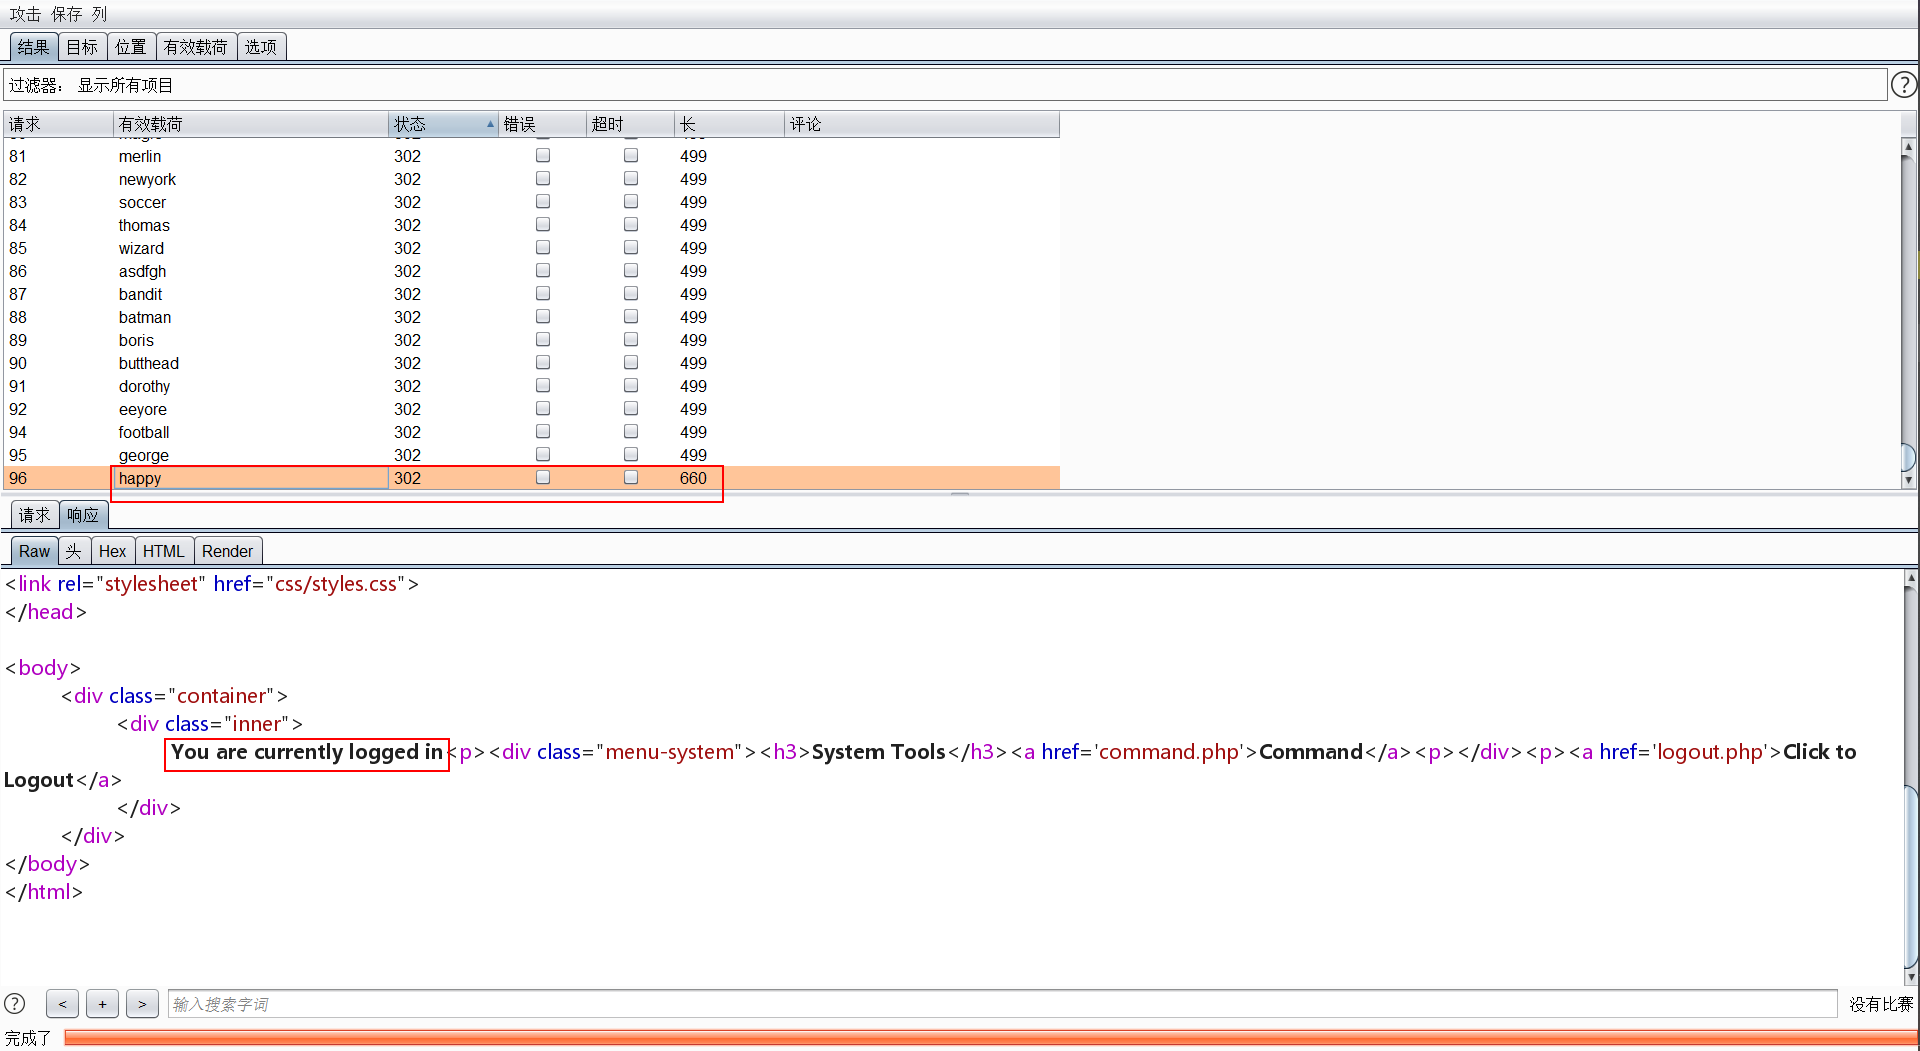 攻击 保存 列
结果 目标 位置 有效载荷 选项
过滤器： 显示所有项目 ?
请求 有效载荷 状态 错误 超时 长 评论
81 merlin 302 499
82 newyork 302 499
83 soccer 302 499
84 thomas 302 499
85 wizard 302 499
86 asdfgh 302 499
87 bandit 302 499
88 batman 302 499
89 boris 302 499
90 butthead 302 499
91 dorothy 302 499
92 eeyore 302 499
94 football 302 499
95 george 302 499
96 happy 302 660
请求 响应
Raw 头 Hex HTML Render
<link rel="stylesheet" href="css/styles.css">
</head>
<body>
<div class="container">
<div class="inner">
You are currently logged in<p><div class="menu-system"><h3>System Tools</h3><a href='command.php'>Command</a><p></div><p><a href='logout.php'>Click to
Logout</a>
</div>
</div>
</body>
</html>
? < + > 输入搜索字词 没有比赛
完成了